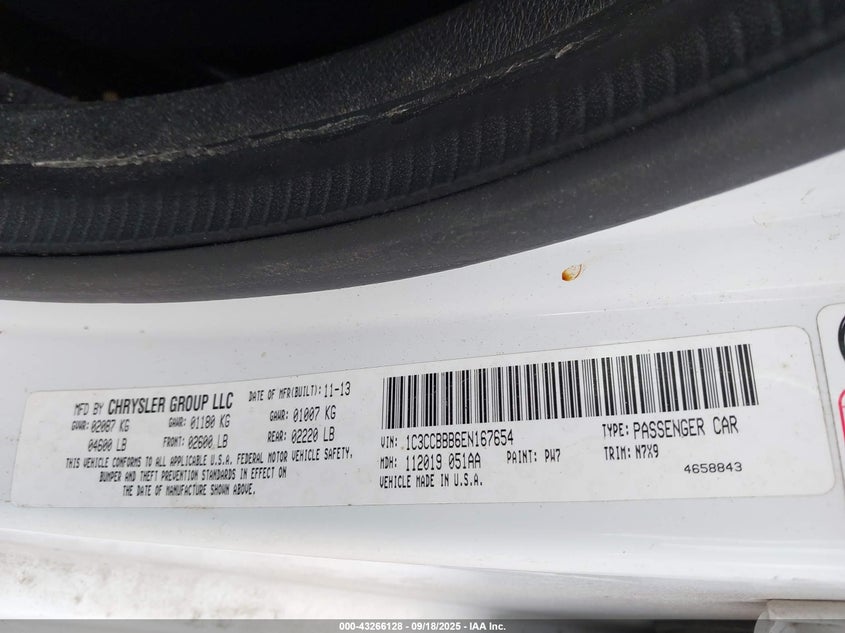 MFD BY CHRYSLER GROUP LLC
DATE OF MFR(BUILT): 11-13
GVWR: 02087 KG
04600 LB
GAWR: 01180 KG
FRONT: 02600 LB
GAWR: 01007 KG
REAR: 02220 LB
THIS VEHICLE CONFORMS TO ALL APPLICABLE U.S.A. FEDERAL MOTOR VEHICLE SAFETY,
BUMPER AND THEFT PREVENTION STANDARDS IN EFFECT ON
THE DATE OF MANUFACTURE SHOWN ABOVE.
VIN: 1C3CCBBB6EN167654
TYPE: PASSENGER CAR
MDH: 112019 051AA
PAINT: PW7
TRIM: N7X9
VEHICLE MADE IN U.S.A.
4658843
000-43266128 - 09/18/2025 - IAA Inc.